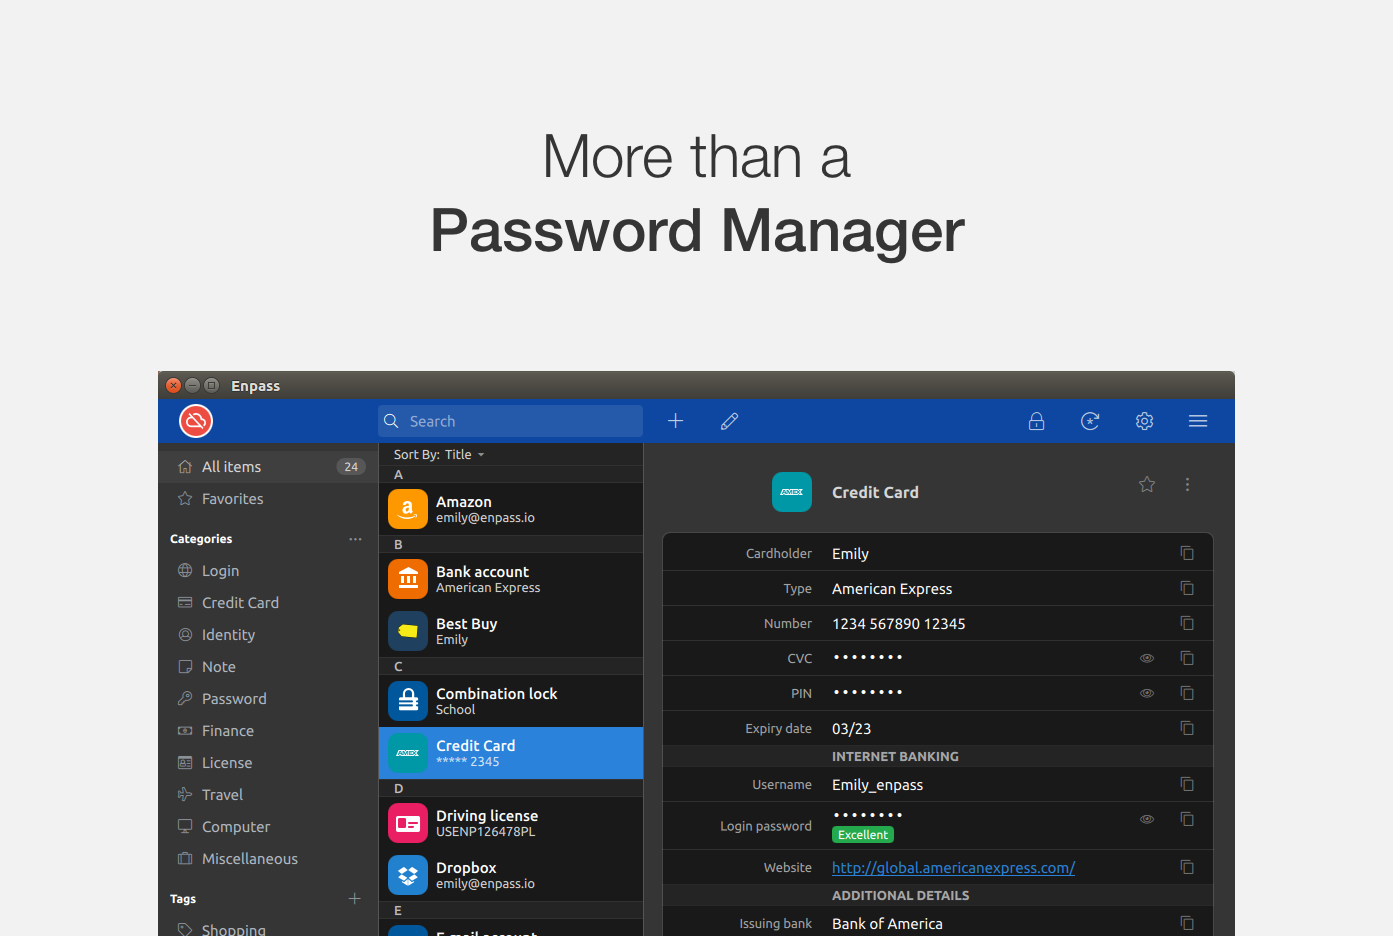 More than a
Password Manager
Enpass
Search
All items 24
Favorites
Categories
Login
Credit Card
Identity
Note
Password
Finance
License
Travel
Computer
Miscellaneous
Tags
Shopping
Sort By: Title
A
a
Amazon
emily@enpass.io
B
Bank account
American Express
Best Buy
Emily
C
Combination lock
School
AMEX
Credit Card
***** 2345
D
Driving license
USENP126478PL
Dropbox
emily@enpass.io
E
E-mail account
AMEX
Credit Card
Cardholder Emily
Type American Express
Number 1234 567890 12345
CVC ••••••••
PIN ••••••••
Expiry date 03/23
INTERNET BANKING
Username Emily_enpass
Login password ••••••••
Excellent
Website http://global.americanexpress.com/
ADDITIONAL DETAILS
Issuing bank Bank of America